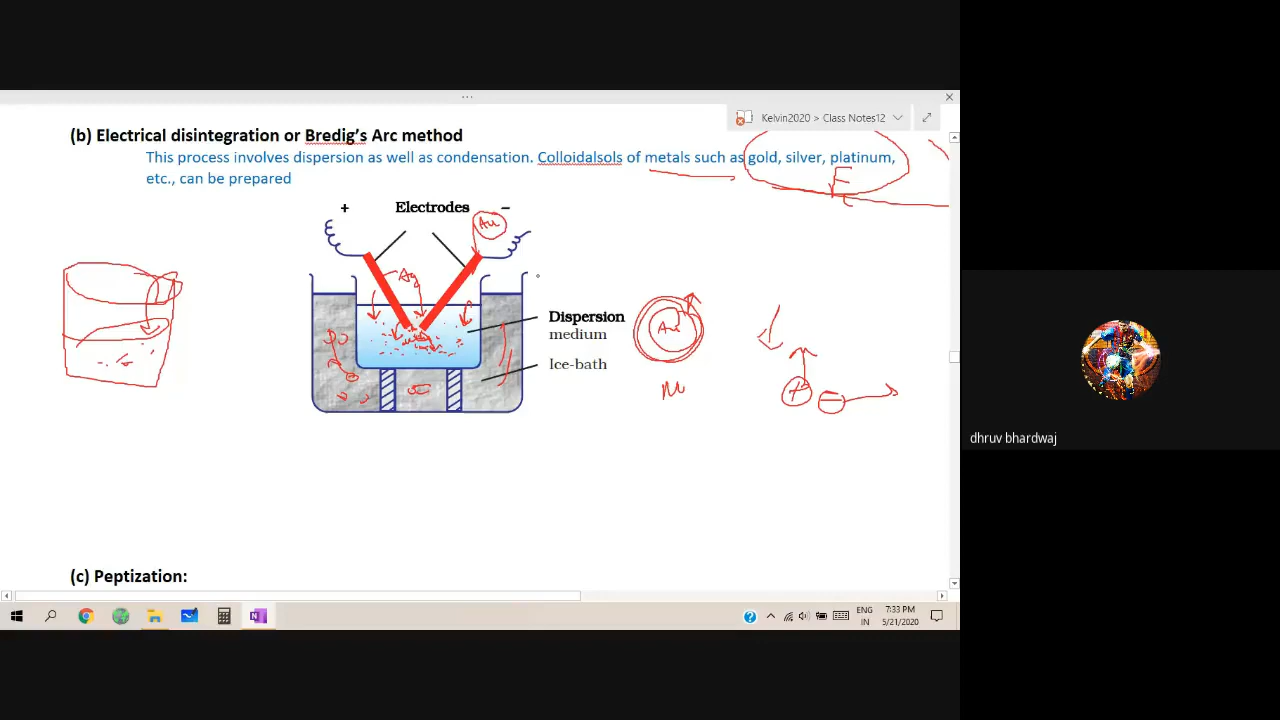 Kelvin2020 > Class Notes12
(b) Electrical disintegration or Bredig's Arc method
This process involves dispersion as well as condensation. Colloidalsols of metals such as gold, silver, platinum,
etc., can be prepared
E
+ Electrodes −
Au
Ag
Dispersion
medium
Ice-bath
Au
M
+
−
dhruv bhardwaj
(c) Peptization:
ENG
IN
7:33 PM
5/21/2020